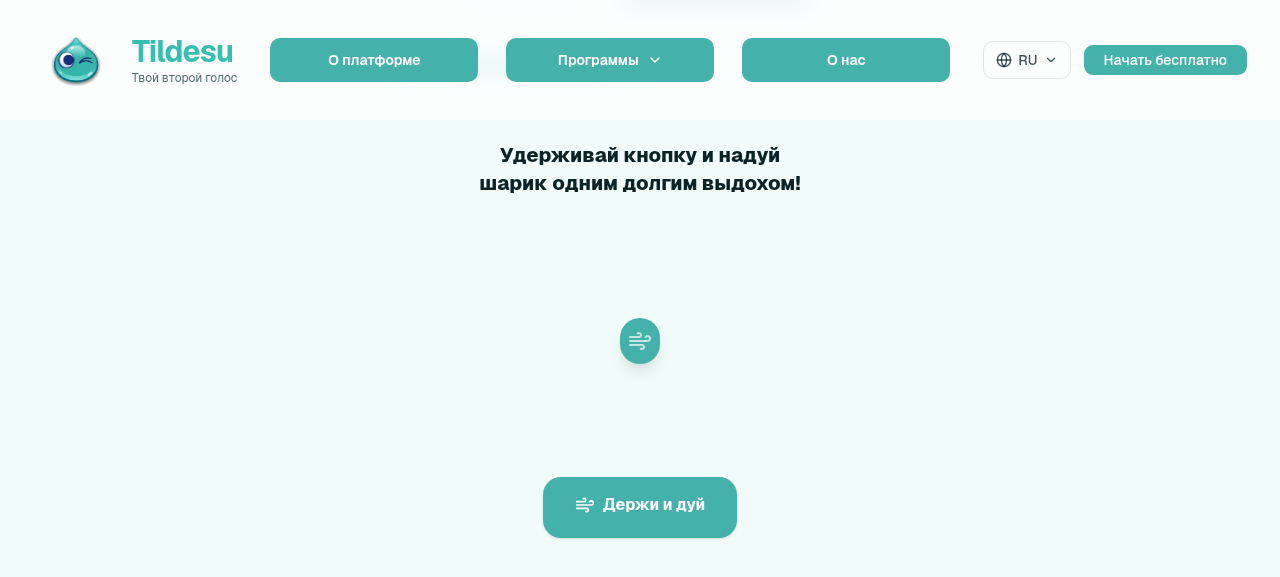 Tildesu
Твой второй голос
О платформе
Программы
О нас
RU
Начать бесплатно
Удерживай кнопку и надуй
шарик одним долгим выдохом!
Держи и дуй